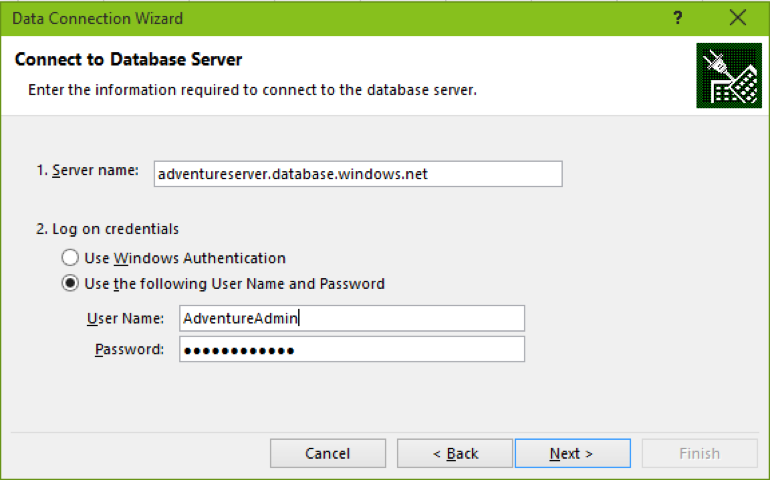 Data Connection Wizard ?
Connect to Database Server
Enter the information required to connect to the database server.
1. Server name: adventureserver.database.windows.net
2. Log on credentials
Use Windows Authentication
Use the following User Name and Password
User Name: AdventureAdmin
Password: ●●●●●●●●●●●●
Cancel < Back Next > Finish